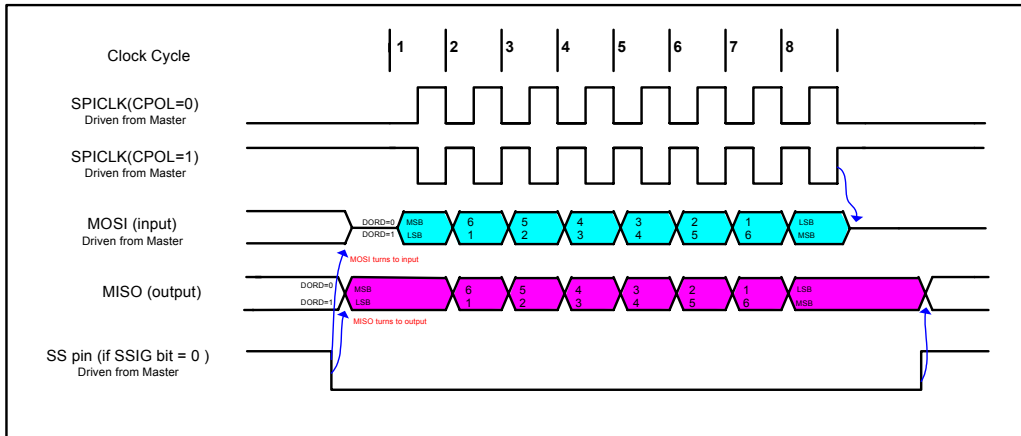 Clock Cycle
1 2 3 4 5 6 7 8
SPICLK(CPOL=0)
Driven from Master
SPICLK(CPOL=1)
Driven from Master
MOSI (input)
Driven from Master
DORD=0 MSB 6 5 4 3 2 1 LSB
DORD=1 LSB 1 2 3 4 5 6 MSB
MOSI turns to input
MISO (output)
DORD=0 MSB 6 5 4 3 2 1 LSB
DORD=1 LSB 1 2 3 4 5 6 MSB
MISO turns to output
SS pin (if SSIG bit = 0 )
Driven from Master